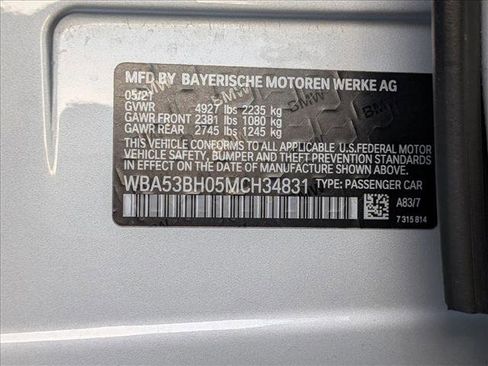 MFD BY BAYERISCHE MOTOREN WERKE AG
05/21
GVWR 4927 lbs 2235 kg
GAWR FRONT 2381 lbs 1080 kg
GAWR REAR 2745 lbs 1245 kg
THIS VEHICLE CONFORMS TO ALL APPLICABLE U.S.FEDERAL MOTOR
VEHICLE SAFETY, BUMPER, AND THEFT PREVENTION STANDARDS
IN EFFECT ON THE DATE OF MANUFACTURE SHOWN ABOVE.
WBA53BH05MCH34831 TYPE: PASSENGER CAR
A83/7
7 315 814